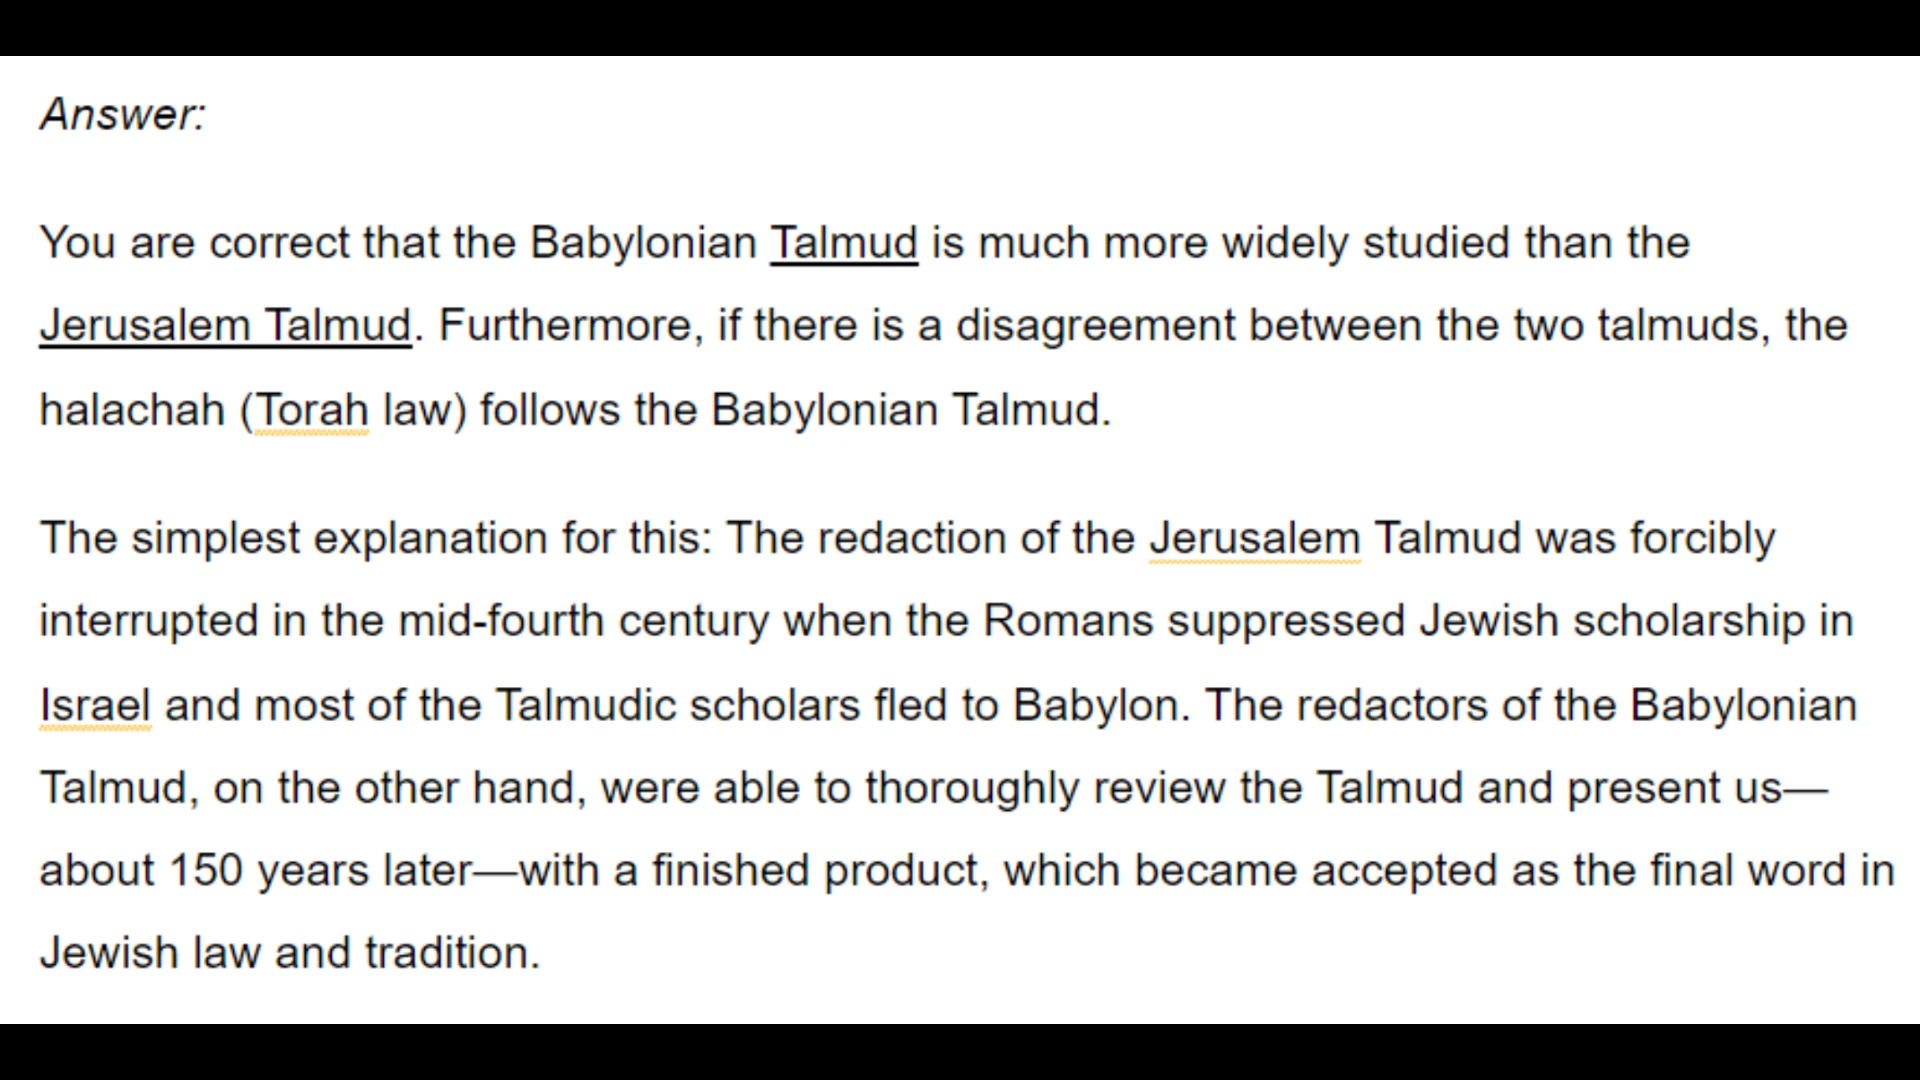 Answer:
You are correct that the Babylonian Talmud is much more widely studied than the
Jerusalem Talmud. Furthermore, if there is a disagreement between the two talmuds, the
halachah (Torah law) follows the Babylonian Talmud.
The simplest explanation for this: The redaction of the Jerusalem Talmud was forcibly
interrupted in the mid-fourth century when the Romans suppressed Jewish scholarship in
Israel and most of the Talmudic scholars fled to Babylon. The redactors of the Babylonian
Talmud, on the other hand, were able to thoroughly review the Talmud and present us—
about 150 years later—with a finished product, which became accepted as the final word in
Jewish law and tradition.